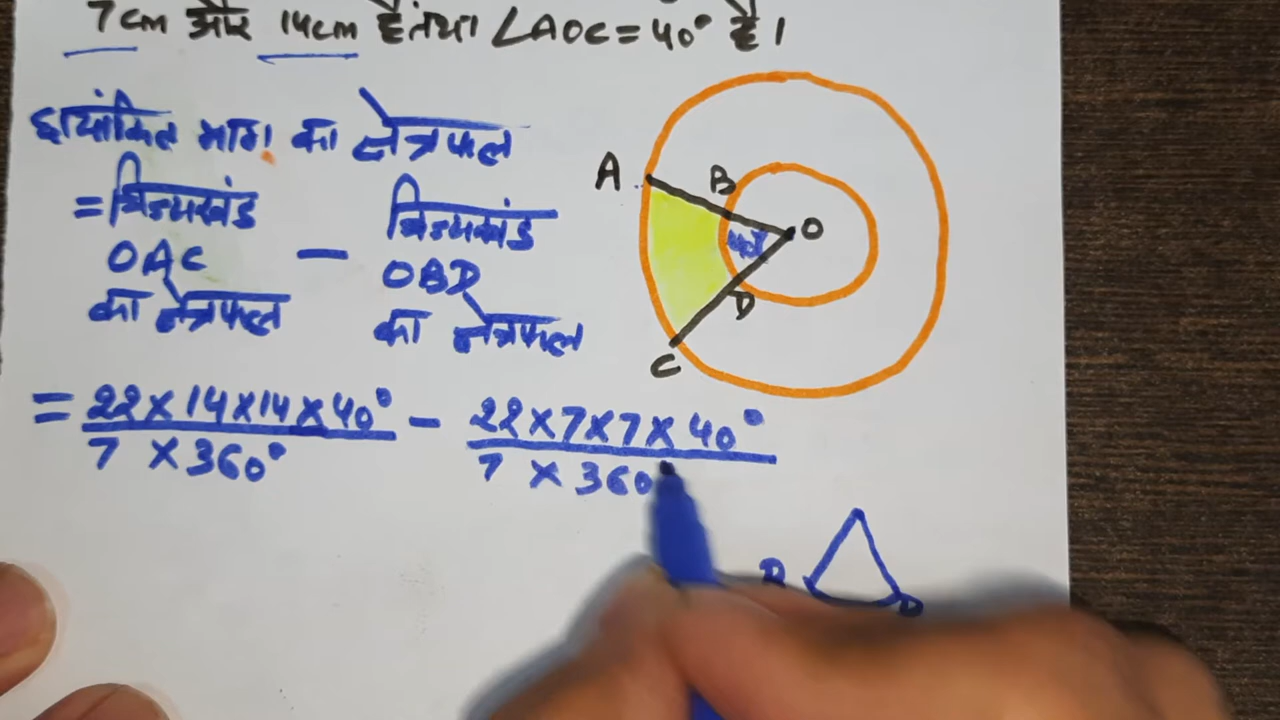 7cm और 14cm है तथा ∠AOC = 40° है।
छायांकित भाग का क्षेत्रफल
= त्रिज्यखंड OAC का क्षेत्रफल − त्रिज्यखंड OBD का क्षेत्रफल
= 22×14×14×40° / 7×360° − 22×7×7×40° / 7×360
A
B
O
40°
D
C
B
D